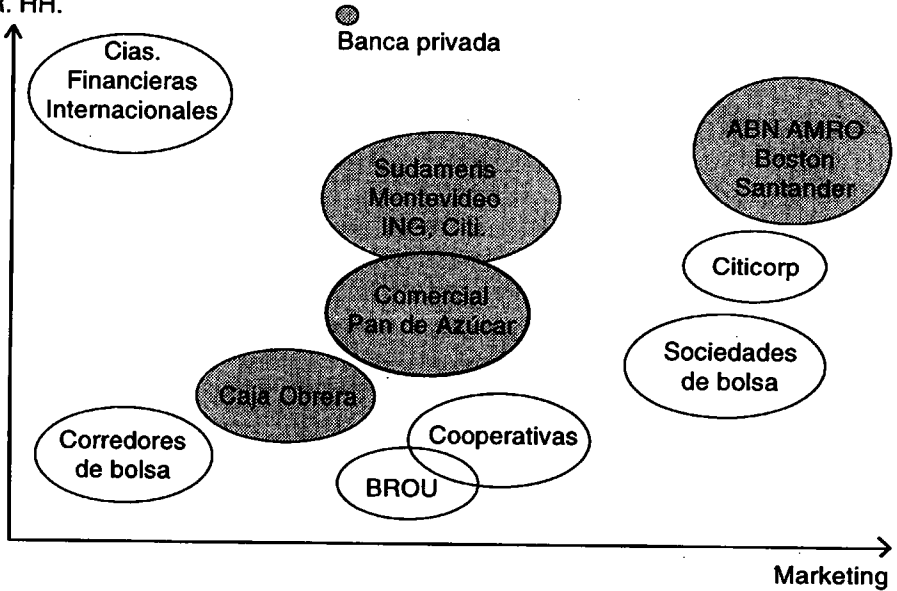 R. HH.
Banca privada
Cias.
Financieras
Internacionales
ABN AMRO
Boston
Santander
Sudameris
Montevideo
ING, Citi.
Citicorp
Comercial
Pan de Azúcar
Sociedades
de bolsa
Caja Obrera
Cooperativas
Corredores
de bolsa
BROU
Marketing